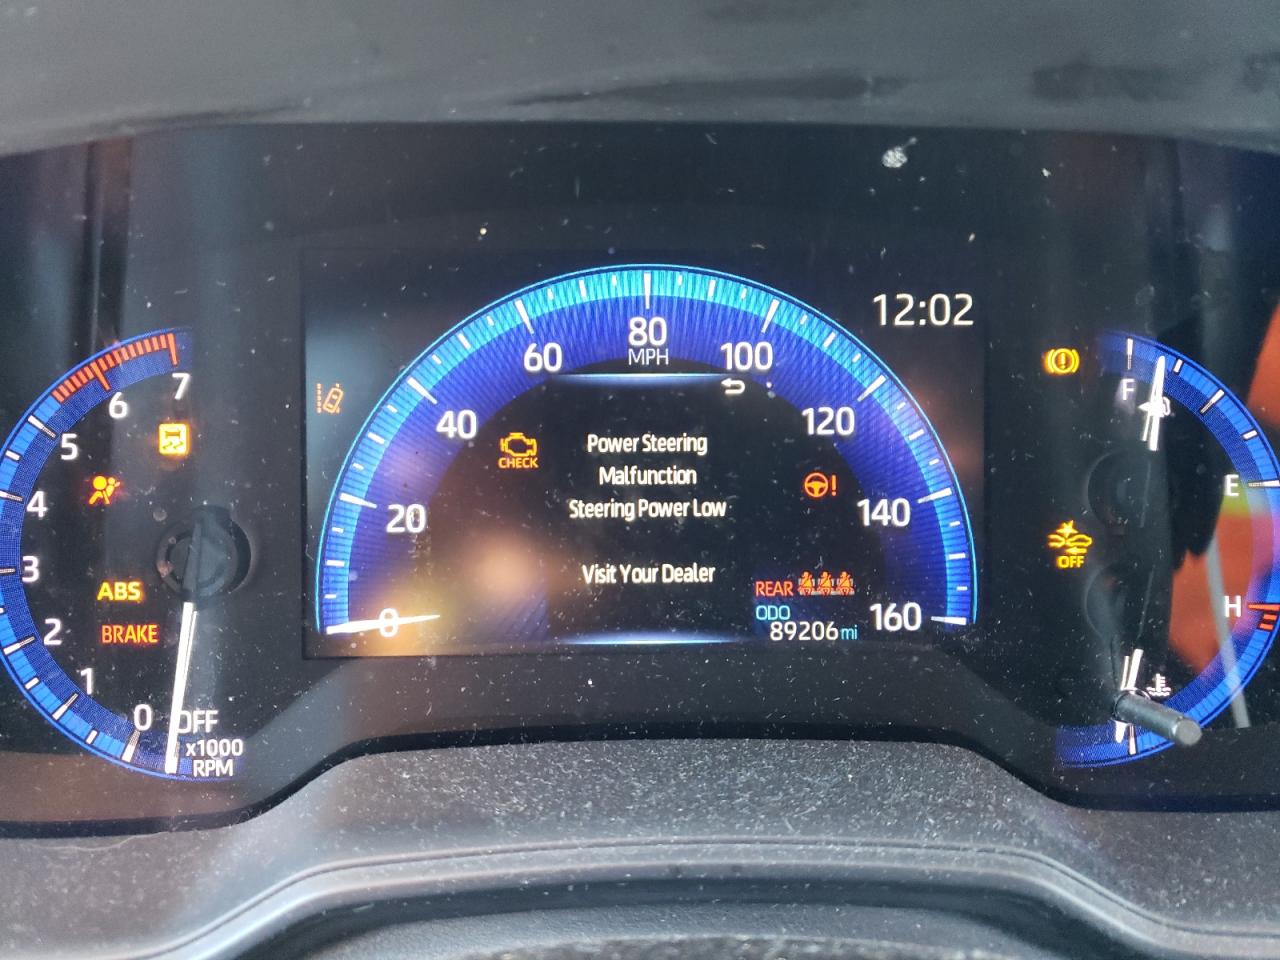 12:02
80
MPH
60
100
40
120
20
140
0
160
CHECK
Power Steering
Malfunction
Steering Power Low
Visit Your Dealer
REAR
ODO
89206 mi
7
6
5
4
3
2
1
0
OFF
x1000
RPM
ABS
BRAKE
F
E
OFF
H